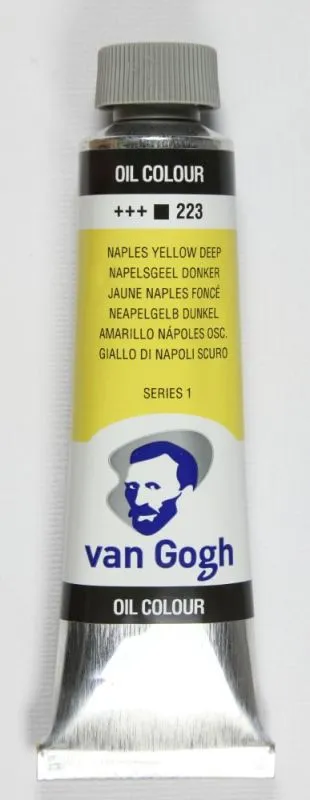 OIL COLOUR
+++ ■ 223
NAPLES YELLOW DEEP
NAPELSGEEL DONKER
JAUNE NAPLES FONCÉ
NEAPELGELB DUNKEL
AMARILLO NÁPOLES OSC.
GIALLO DI NAPOLI SCURO
SERIES 1
van Gogh
OIL COLOUR